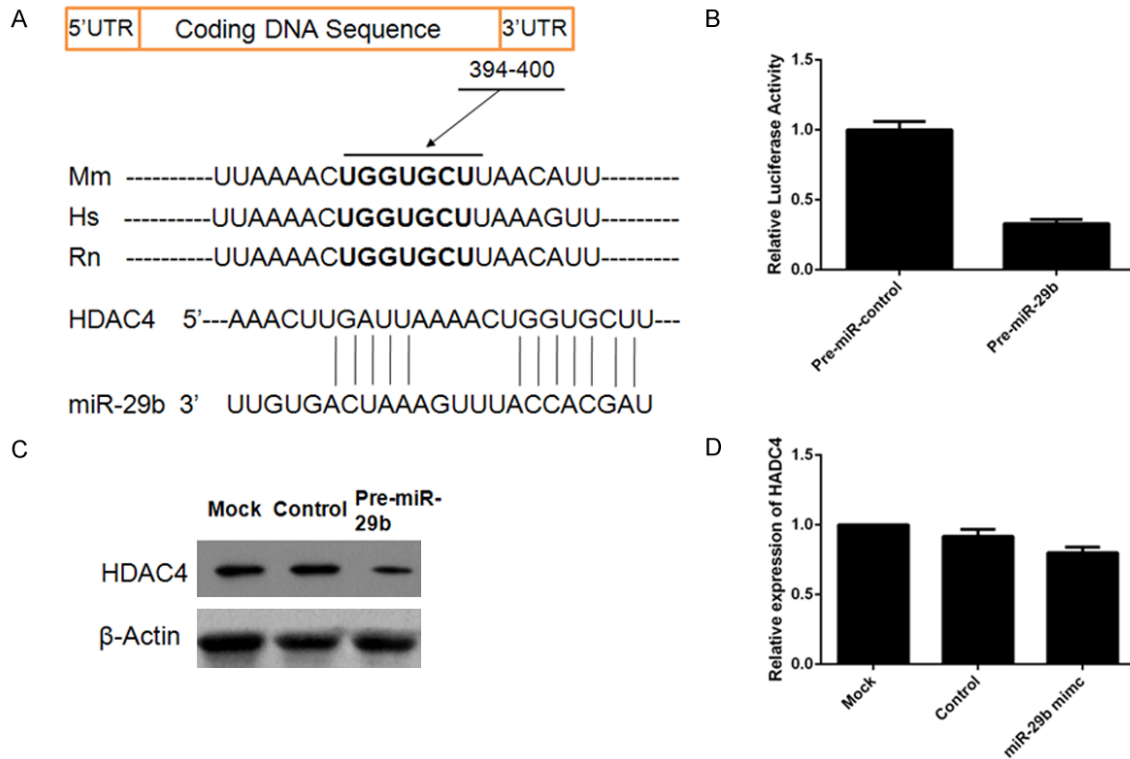 A
5'UTR Coding DNA Sequence 3'UTR
394-400
Mm ----------UUAAAACUGGUGCUUAACAUU---------
Hs ----------UUAAAACUGGUGCUUAAAGUU---------
Rn ----------UUAAAACUGGUGCUUAACAUU---------
HDAC4 5'---AAACUUGAUUAAAACUGGUGCUU---
miR-29b 3' UUGUGACUAAAGUUUACCACGAU
B
Relative Luciferase Activity
1.5
1.0
0.5
0.0
Pre-miR-control
Pre-miR-29b
C
Mock Control Pre-miR-
29b
HDAC4
β-Actin
D
Relative expression of HADC4
1.5
1.0
0.5
0.0
Mock
Control
miR-29b mimc